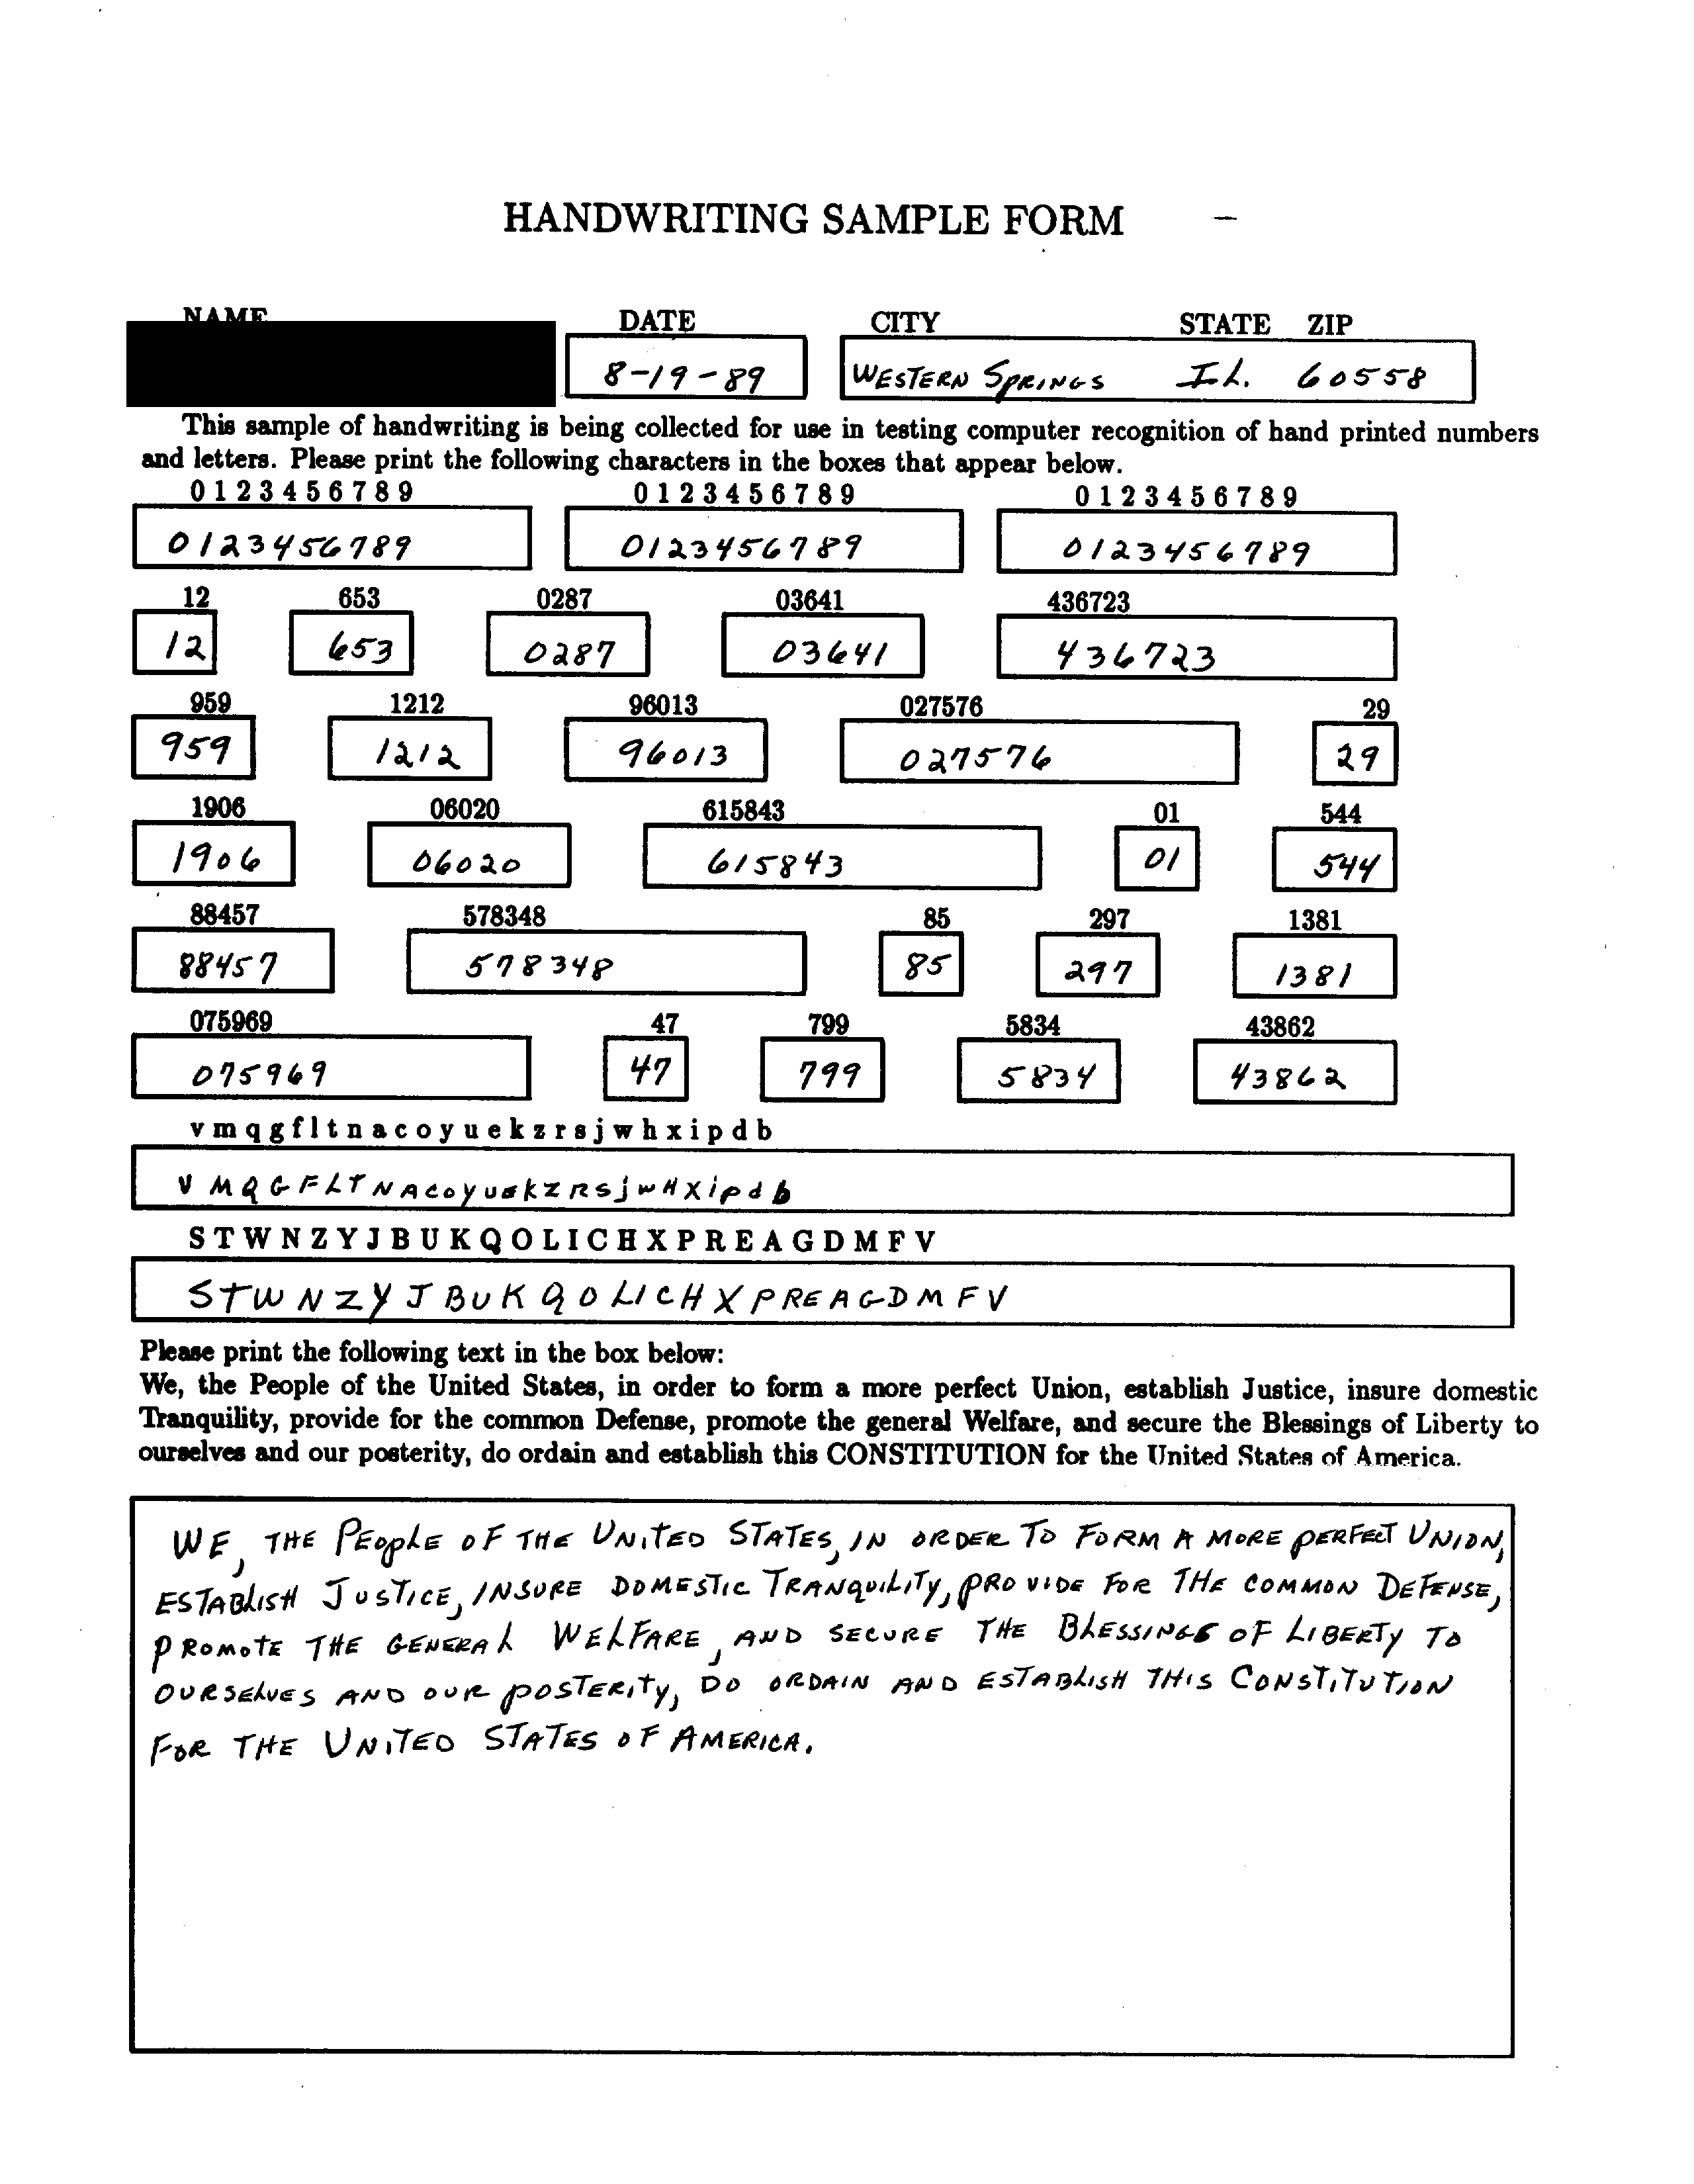 HANDWRITING SAMPLE FORM –
NAME DATE CITY STATE ZIP
8-19-89 WESTERN SPRINGS IL. 60558
This sample of handwriting is being collected for use in testing computer recognition of hand printed numbers
and letters. Please print the following characters in the boxes that appear below.
0 1 2 3 4 5 6 7 8 9 0 1 2 3 4 5 6 7 8 9 0 1 2 3 4 5 6 7 8 9
0123456789 0123456789 0123456789
12 653 0287 03641 436723
12 653 0287 03641 436723
959 1212 96013 027576 29
959 1212 96013 027576 29
1906 06020 615843 01 544
1906 06020 615843 01 544
88457 578348 85 297 1381
88457 578348 85 297 1381
075969 47 799 5834 43862
075969 47 799 5834 43862
v m q g f l t n a c o y u e k z r s j w h x i p d b
V M Q G F L T N A C O Y U E K Z R S j W H X i P d b
S T W N Z Y J B U K Q O L I C H X P R E A G D M F V
S T W N Z Y J B U K Q O L I C H X P R E A G D M F V
Please print the following text in the box below:
We, the People of the United States, in order to form a more perfect Union, establish Justice, insure domestic
Tranquility, provide for the common Defense, promote the general Welfare, and secure the Blessings of Liberty to
ourselves and our posterity, do ordain and establish this CONSTITUTION for the United States of America.
WE, THE PEOPLE OF THE UNITED STATES, IN ORDER TO FORM A MORE PERFECT UNION,
ESTABLISH JUSTICE, INSURE DOMESTIC TRANQUILITY, PROVIDE FOR THE COMMON DEFENSE,
PROMOTE THE GENERAL WELFARE, AND SECURE THE BLESSINGS OF LIBERTY TO
OURSELVES AND OUR POSTERITY, DO ORDAIN AND ESTABLISH THIS CONSTITUTION
FOR THE UNITED STATES OF AMERICA.